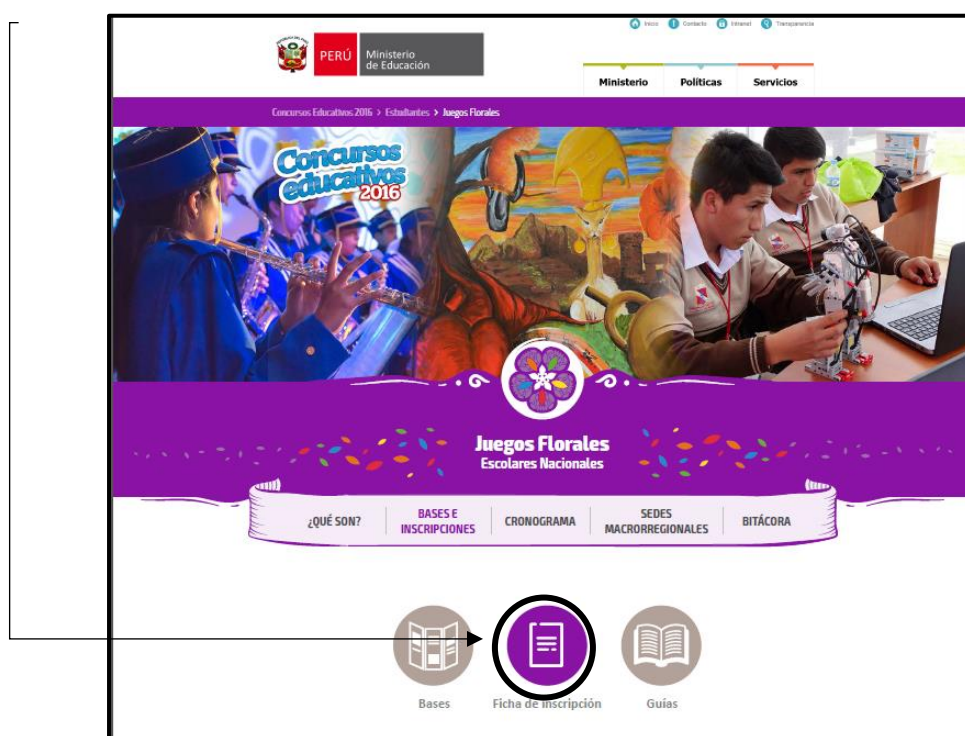 Inicio Contacto Intranet Transparencia
PERÚ
Ministerio
de Educación
Ministerio Políticas Servicios
Concursos Educativos 2016 > Estudiantes > Juegos Florales
Concursos
educativos
2016
Juegos Florales
Escolares Nacionales
¿QUÉ SON?
BASES E
INSCRIPCIONES
CRONOGRAMA
SEDES
MACRORREGIONALES
BITÁCORA
Bases
Ficha de Inscripción
Guías